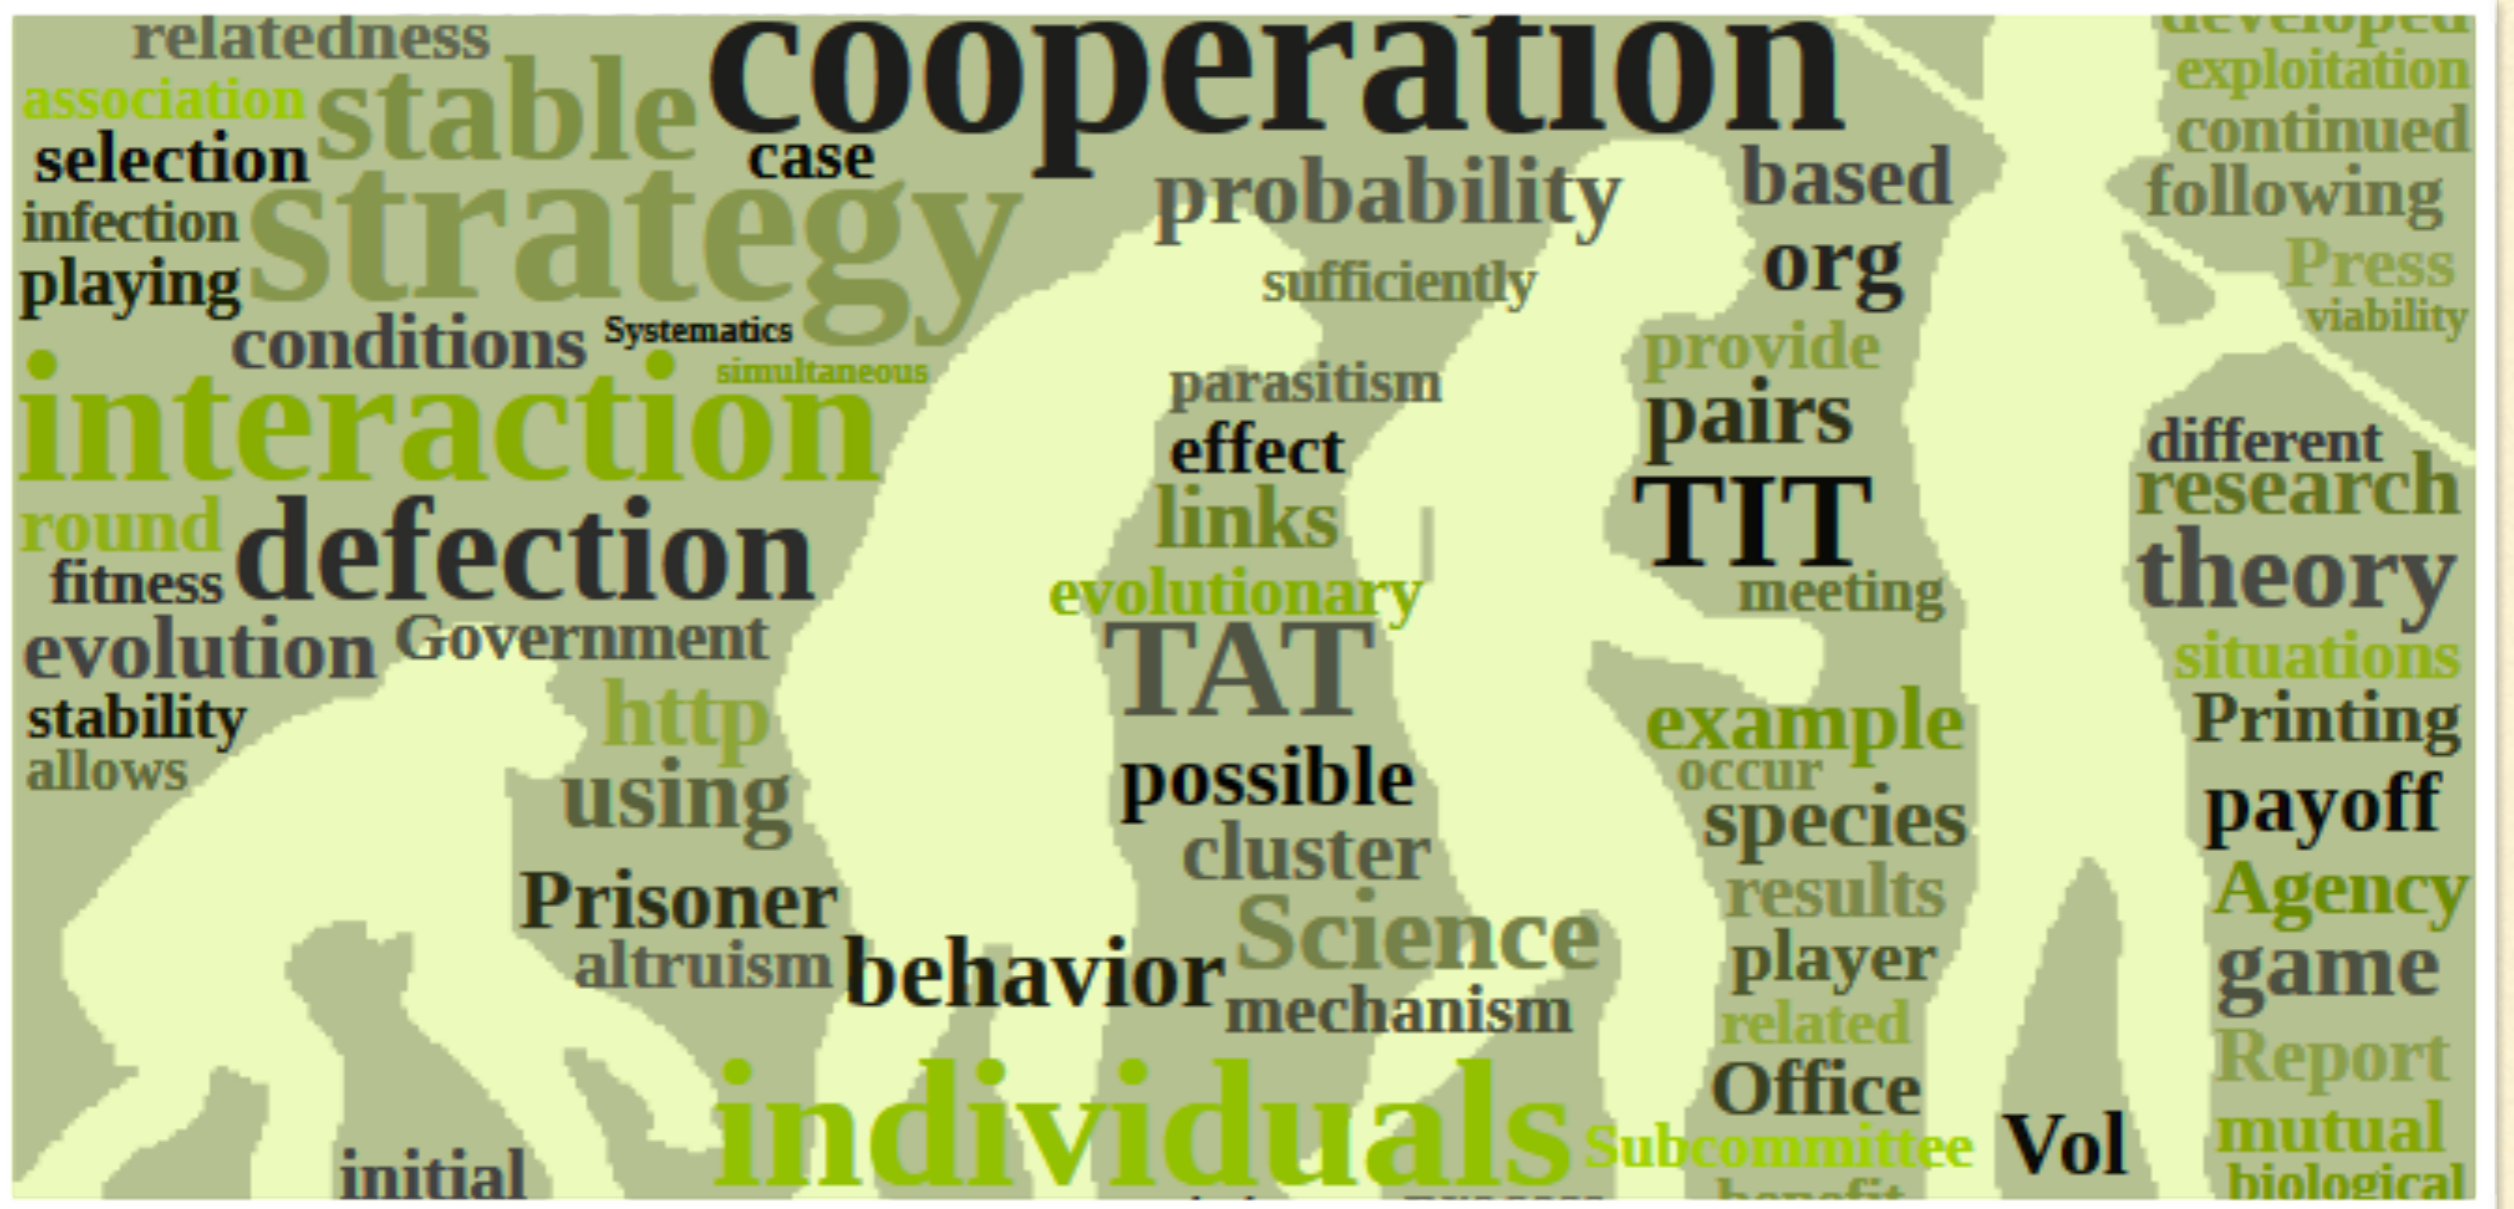 relatedness
cooperation
developed
association
stable
exploitation
selection
case
continued
probability
based
following
infection
strategy
playing
sufficiently
org
Press
conditions
Systematics
viability
simultaneous
provide
interaction
parasitism
pairs
effect
different
round
links
TIT
research
defection
fitness
evolutionary
meeting
theory
evolution
Government
TAT
situations
stability
http
example
Printing
allows
possible
occur
using
species
payoff
cluster
Prisoner
results
Agency
Science
altruism
behavior
player
game
mechanism
related
Report
individuals
Office
Subcommittee
Vol
mutual
initial
benefit
biological